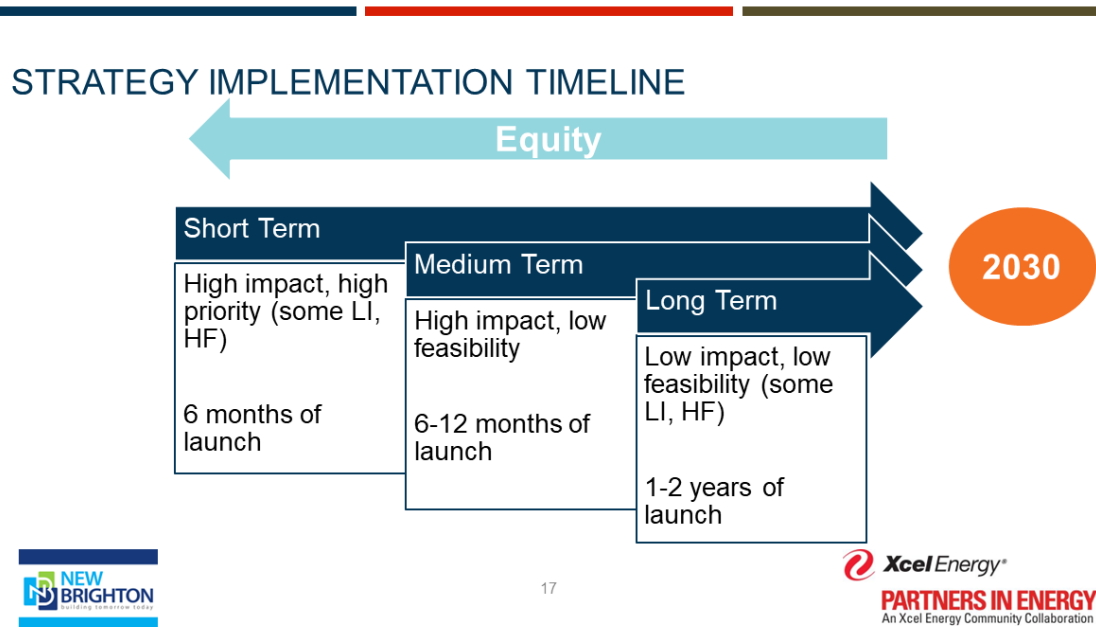 STRATEGY IMPLEMENTATION TIMELINE
Equity
Short Term
High impact, high
priority (some LI,
HF)
6 months of
launch
Medium Term
High impact, low
feasibility
6-12 months of
launch
Long Term
Low impact, low
feasibility (some
LI, HF)
1-2 years of
launch
2030
NEW
BRIGHTON
building tomorrow today
17
Xcel Energy®
PARTNERS IN ENERGY
An Xcel Energy Community Collaboration